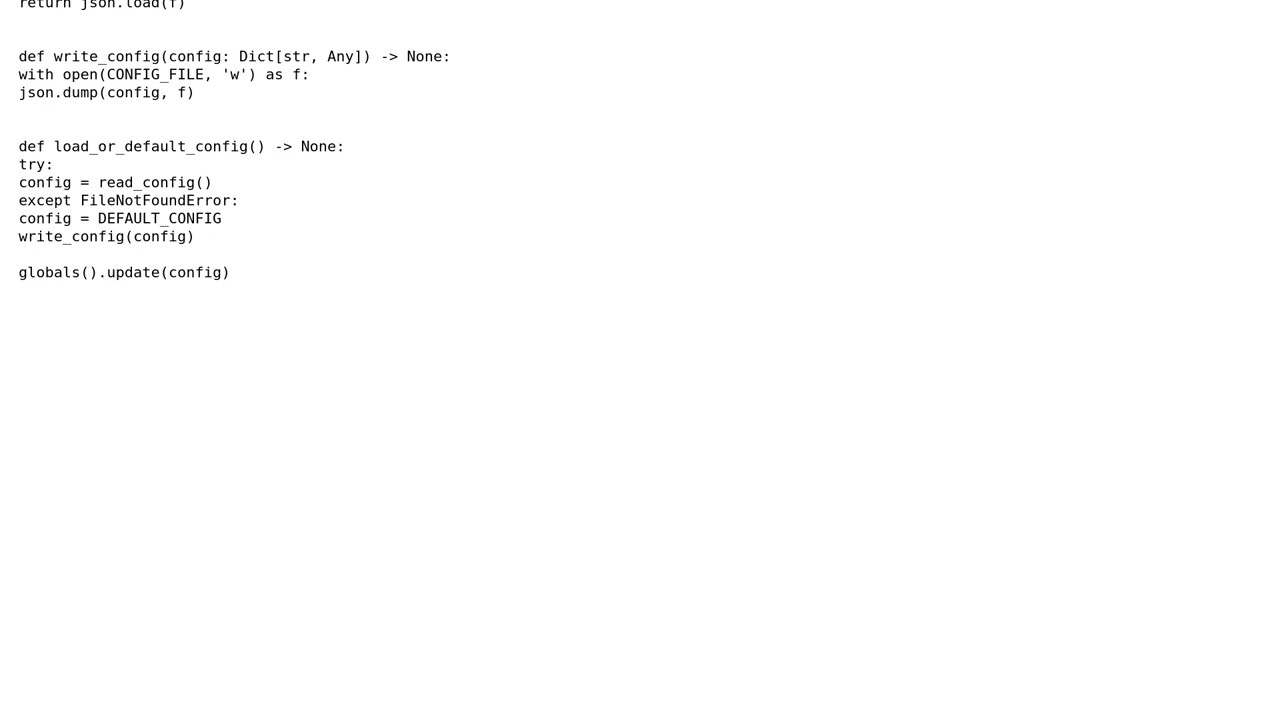 return json.load(f)
def write_config(config: Dict[str, Any]) -> None:
with open(CONFIG_FILE, 'w') as f:
json.dump(config, f)
def load_or_default_config() -> None:
try:
config = read_config()
except FileNotFoundError:
config = DEFAULT_CONFIG
write_config(config)
globals().update(config)